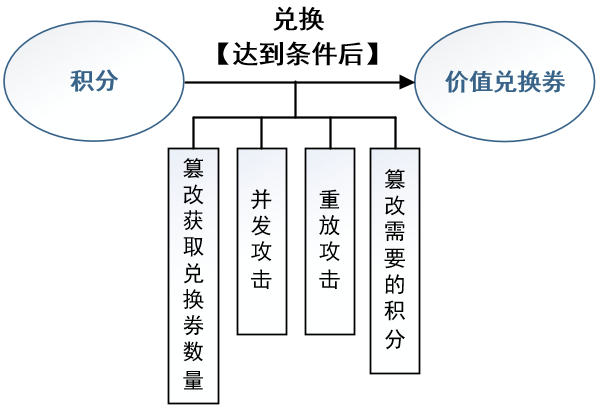 兑换
【达到条件后】
积分
价值兑换券
篡改获取兑换券数量
并发攻击
重放攻击
篡改需要的积分